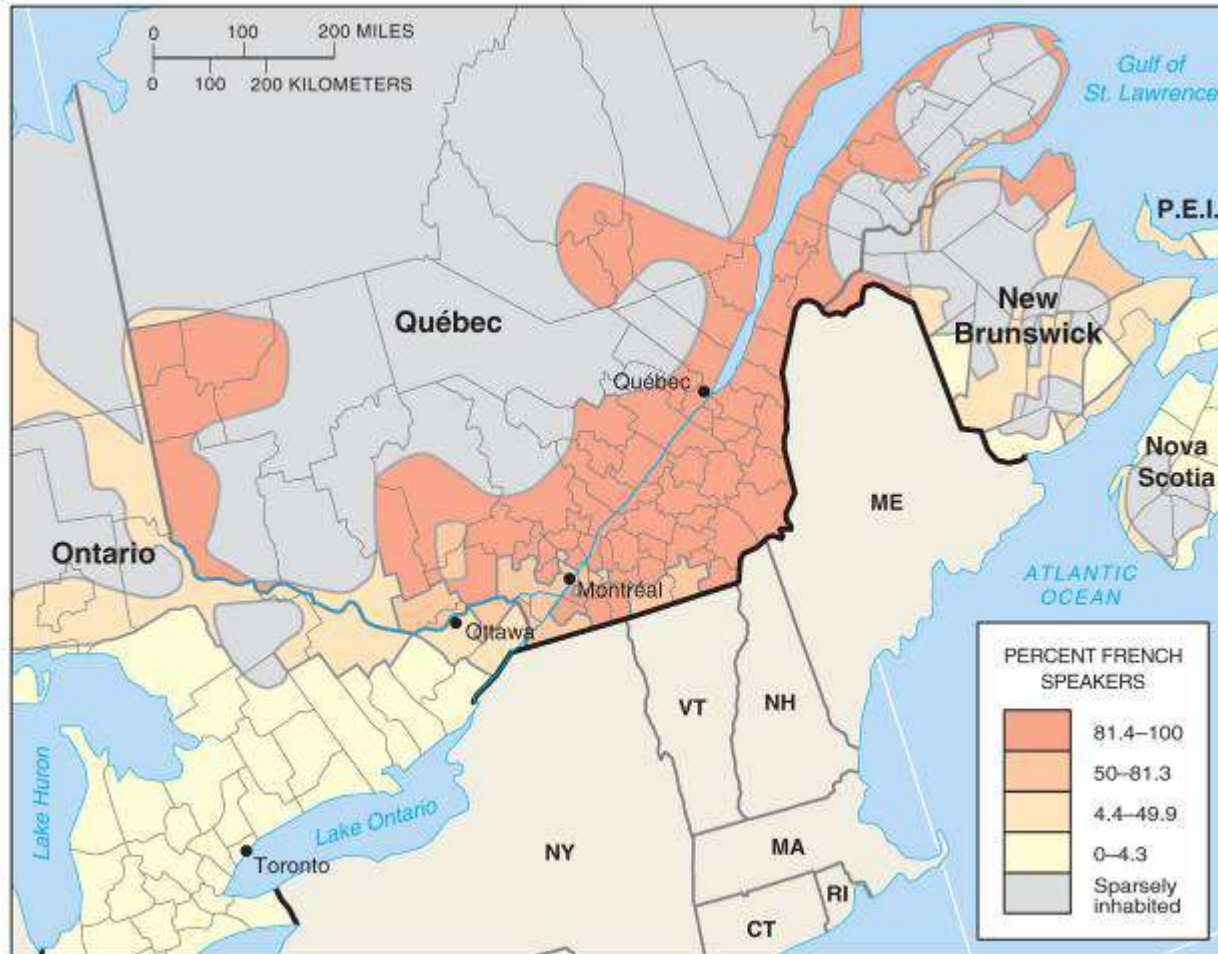 0 100 200 MILES
0 100 200 KILOMETERS
Gulf of
St. Lawrence
P.E.I.
Québec
New
Brunswick
Québec
Nova
Scotia
ME
Ontario
Montréal
ATLANTIC
OCEAN
Ottawa
VT
NH
Lake Huron
Lake Ontario
Toronto
NY
MA
RI
CT
PERCENT FRENCH
SPEAKERS
81.4–100
50–81.3
4.4–49.9
0–4.3
Sparsely
inhabited